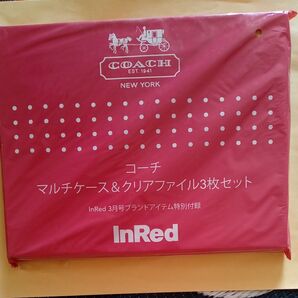 COACH
EST. 1941
NEW YORK
コーチ
マルチケース&クリアファイル3枚セット
InRed 3月号ブランドアイテム特別付録
InRed